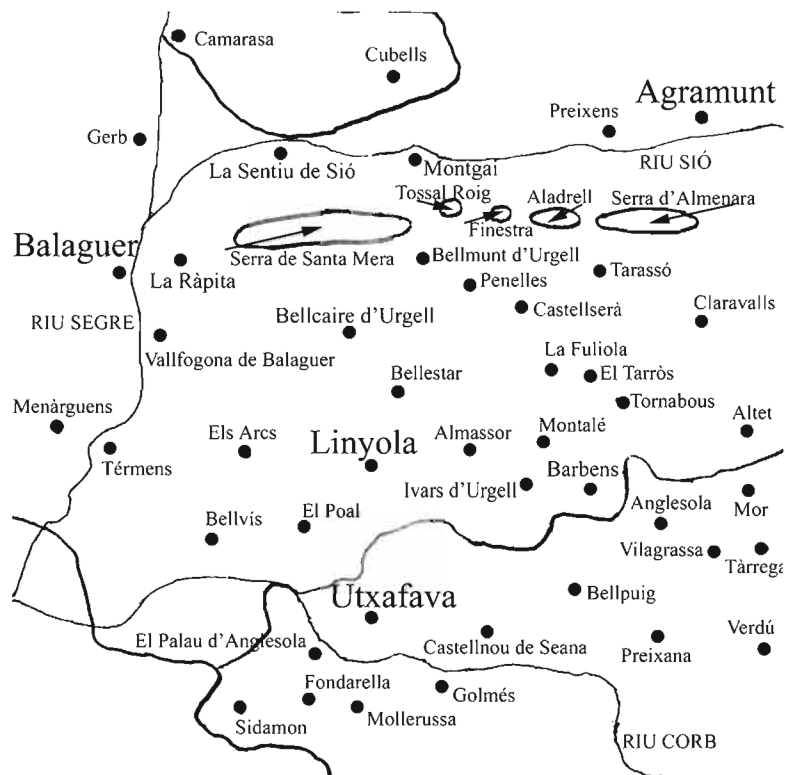 Camarasa
Cubells
Agramunt
Preixens
Gerb
RIU SIÓ
La Sentiu de Sió
Montgai
Tossal Roig
Aladrell
Serra d'Almenara
Finestra
Balaguer
La Ràpita
Serra de Santa Mera
Bellmunt d'Urgell
Tarassó
Penelles
RIU SEGRE
Bellcaire d'Urgell
Castellserà
Claravalls
Vallfogona de Balaguer
La Fuliola
El Tarròs
Bellestar
Menàrguens
Tornabous
Altet
Els Arcs
Linyola
Almassor
Montalé
Térmens
Barbens
Ivars d'Urgell
Bellvís
El Poal
Anglesola
Mor
Vilagrassa
Tàrrega
Utxafava
Bellpuig
El Palau d'Anglesola
Castellnou de Seana
Preixana
Verdú
Fondarella
Golmés
Sidamon
Mollerussa
RIU CORB